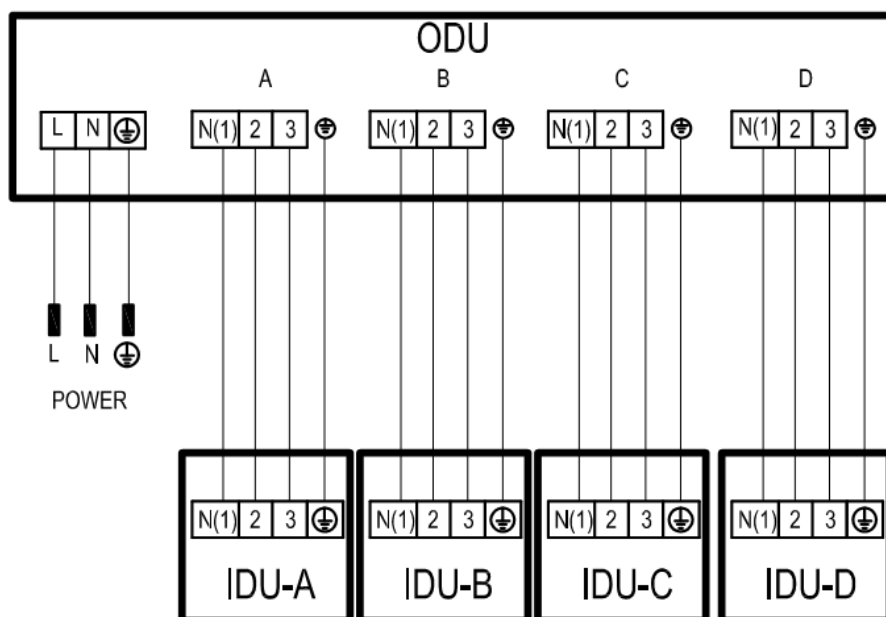 ODU
A B C D
L N N(1) 2 3 N(1) 2 3 N(1) 2 3 N(1) 2 3
L N
POWER
N(1) 2 3 N(1) 2 3 N(1) 2 3 N(1) 2 3
IDU-A IDU-B IDU-C IDU-D